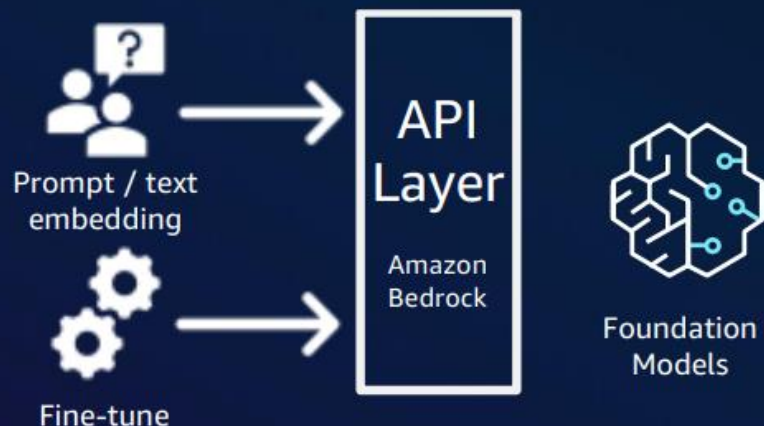 ?
Prompt / text
embedding
Fine-tune
API
Layer
Amazon
Bedrock
Foundation
Models